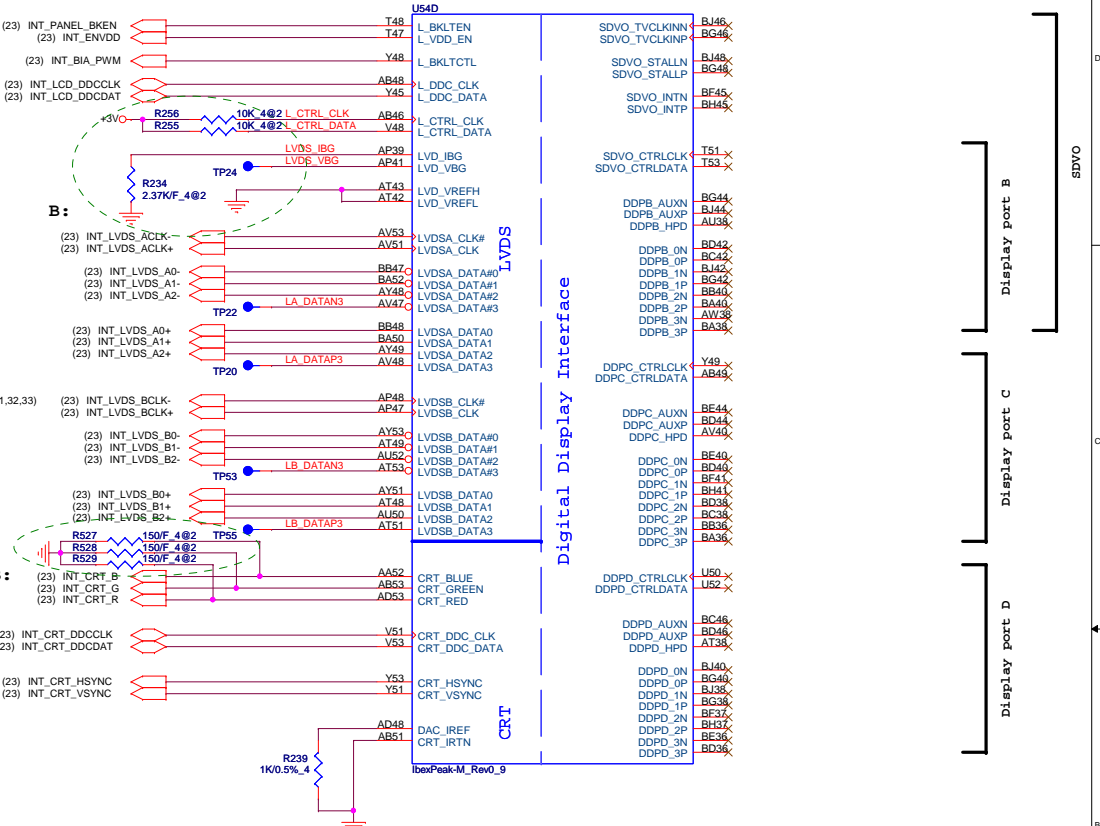 U54D
(23) INT_PANEL_BKEN T48 L_BKLTEN SDVO_TVCLKINN BJ46
(23) INT_ENVDD T47 L_VDD_EN SDVO_TVCLKINP BG46
(23) INT_BIA_PWM Y48 L_BKLTCTL SDVO_STALLN BJ48
SDVO_STALLP BG48
(23) INT_LCD_DDCCLK AB48 L_DDC_CLK
(23) INT_LCD_DDCDAT Y45 L_DDC_DATA SDVO_INTN BF45
SDVO_INTP BH45
+3V R256 10K_4@2 L_CTRL_CLK AB46 L_CTRL_CLK
R255 10K_4@2 L_CTRL_DATA V48 L_CTRL_DATA
LVDS_IBG AP39 LVD_IBG SDVO_CTRLCLK T51
TP24 LVDS_VBG AP41 LVD_VBG SDVO_CTRLDATA T53
R234
2.37K/F_4@2
AT43 LVD_VREFH
AT42 LVD_VREFL DDPB_AUXN BG44
DDPB_AUXP BJ44
B:
DDPB_HPD AU38
(23) INT_LVDS_ACLK- AV53 LVDSA_CLK#
(23) INT_LVDS_ACLK+ AV51 LVDSA_CLK DDPB_0N BD42
DDPB_0P BC42
(23) INT_LVDS_A0- BB47 LVDSA_DATA#0 DDPB_1N BJ42
(23) INT_LVDS_A1- BA52 LVDSA_DATA#1 DDPB_1P BG42
(23) INT_LVDS_A2- AY48 LVDSA_DATA#2 DDPB_2N BB40
TP22 LA_DATAN3 AV47 LVDSA_DATA#3 DDPB_2P BA40
DDPB_3N AW38
(23) INT_LVDS_A0+ BB48 LVDSA_DATA0 DDPB_3P BA38
(23) INT_LVDS_A1+ BA50 LVDSA_DATA1
(23) INT_LVDS_A2+ AY49 LVDSA_DATA2
TP20 LA_DATAP3 AV48 LVDSA_DATA3 DDPC_CTRLCLK Y49
DDPC_CTRLDATA AB49
1,32,33)
(23) INT_LVDS_BCLK- AP48 LVDSB_CLK#
(23) INT_LVDS_BCLK+ AP47 LVDSB_CLK DDPC_AUXN BE44
DDPC_AUXP BD44
(23) INT_LVDS_B0- AY53 LVDSB_DATA#0 DDPC_HPD AV40
(23) INT_LVDS_B1- AT49 LVDSB_DATA#1
(23) INT_LVDS_B2- AU52 LVDSB_DATA#2 DDPC_0N BE40
TP53 LB_DATAN3 AT53 LVDSB_DATA#3 DDPC_0P BD40
DDPC_1N BF41
(23) INT_LVDS_B0+ AY51 LVDSB_DATA0 DDPC_1P BH41
(23) INT_LVDS_B1+ AT48 LVDSB_DATA1 DDPC_2N BD38
(23) INT_LVDS_B2+ AU50 LVDSB_DATA2 DDPC_2P BC38
TP55 LB_DATAP3 AT51 LVDSB_DATA3 DDPC_3N BB36
DDPC_3P BA36
R527 150/F_4@2
R528 150/F_4@2
R529 150/F_4@2
(23) INT_CRT_B AA52 CRT_BLUE DDPD_CTRLCLK U50
(23) INT_CRT_G AB53 CRT_GREEN DDPD_CTRLDATA U52
(23) INT_CRT_R AD53 CRT_RED
DDPD_AUXN BC46
23) INT_CRT_DDCCLK V51 CRT_DDC_CLK DDPD_AUXP BD46
23) INT_CRT_DDCDAT V53 CRT_DDC_DATA DDPD_HPD AT38
DDPD_0N BJ40
(23) INT_CRT_HSYNC Y53 CRT_HSYNC DDPD_0P BG40
(23) INT_CRT_VSYNC Y51 CRT_VSYNC DDPD_1N BJ38
DDPD_1P BG38
DDPD_2N BF37
AD48 DAC_IREF DDPD_2P BH37
AB51 CRT_IRTN DDPD_3N BE36
DDPD_3P BD36
R239
1K/0.5%_4
IbexPeak-M_Rev0_9
LVDS
CRT
Digital Display Interface
Display port B
SDVO
Display port C
Display port D
D
C
B